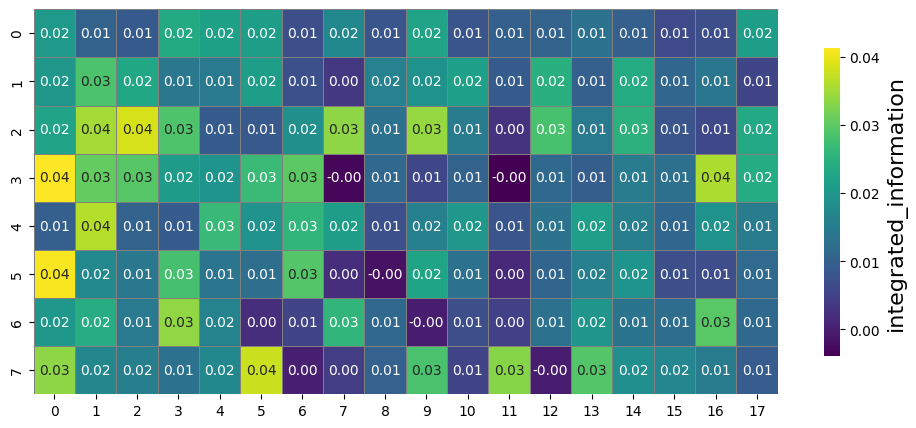 0 0.02 0.01 0.01 0.02 0.02 0.02 0.01 0.02 0.01 0.02 0.01 0.01 0.01 0.01 0.01 0.01 0.01 0.02
1 0.02 0.03 0.02 0.01 0.01 0.02 0.01 0.00 0.02 0.02 0.02 0.01 0.02 0.01 0.02 0.01 0.01 0.01
2 0.02 0.04 0.04 0.03 0.01 0.01 0.02 0.03 0.01 0.03 0.01 0.00 0.03 0.01 0.03 0.01 0.01 0.02
3 0.04 0.03 0.03 0.02 0.02 0.03 0.03 -0.00 0.01 0.01 0.01 -0.00 0.01 0.01 0.01 0.01 0.04 0.02
4 0.01 0.04 0.01 0.01 0.03 0.02 0.03 0.02 0.01 0.02 0.02 0.01 0.01 0.02 0.02 0.01 0.02 0.01
5 0.04 0.02 0.01 0.03 0.01 0.01 0.03 0.00 -0.00 0.02 0.01 0.00 0.01 0.02 0.02 0.01 0.01 0.01
6 0.02 0.02 0.01 0.03 0.02 0.00 0.01 0.03 0.01 -0.00 0.01 0.00 0.01 0.02 0.01 0.01 0.03 0.01
7 0.03 0.02 0.02 0.01 0.02 0.04 0.00 0.00 0.01 0.03 0.01 0.03 -0.00 0.03 0.02 0.02 0.01 0.01
0 1 2 3 4 5 6 7 8 9 10 11 12 13 14 15 16 17
0.04
0.03
0.02
0.01
0.00
integrated_information